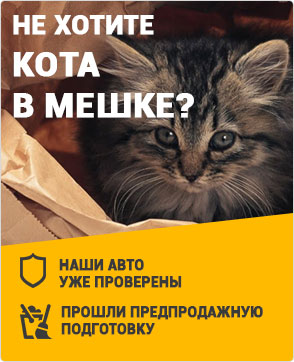 НЕ ХОТИТЕ
КОТА
В МЕШКЕ?
НАШИ АВТО
УЖЕ ПРОВЕРЕНЫ
ПРОШЛИ ПРЕДПРОДАЖНУЮ
ПОДГОТОВКУ